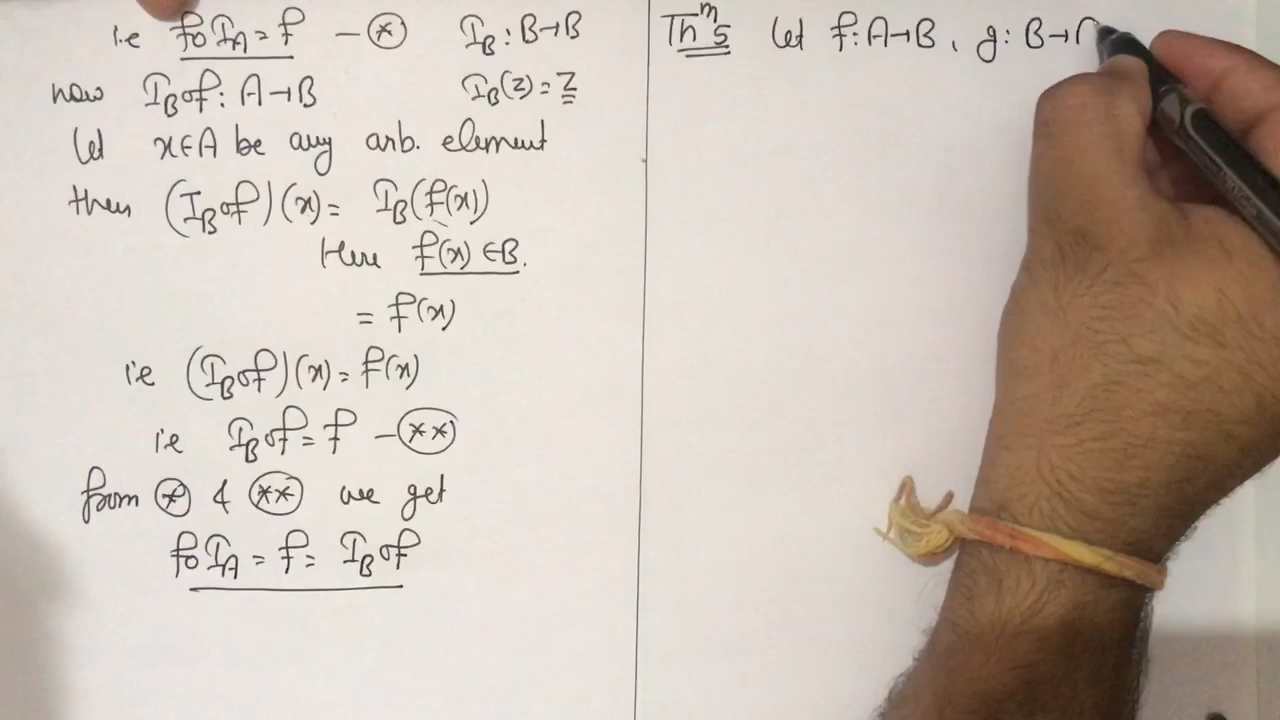 i.e foI_A = f — (*) I_B : B→B
now I_Bof : A→B I_B(z) = z
let x∈A be any arb. element
then (I_Bof)(x) = I_B(f(x))
Here f(x) ∈B.
= f(x)
i.e (I_Bof)(x) = f(x)
i.e I_Bof = f — (**)
from (*) & (**) we get
foI_A = f = I_Bof
Th^m 5 let f: A→B, g: B→